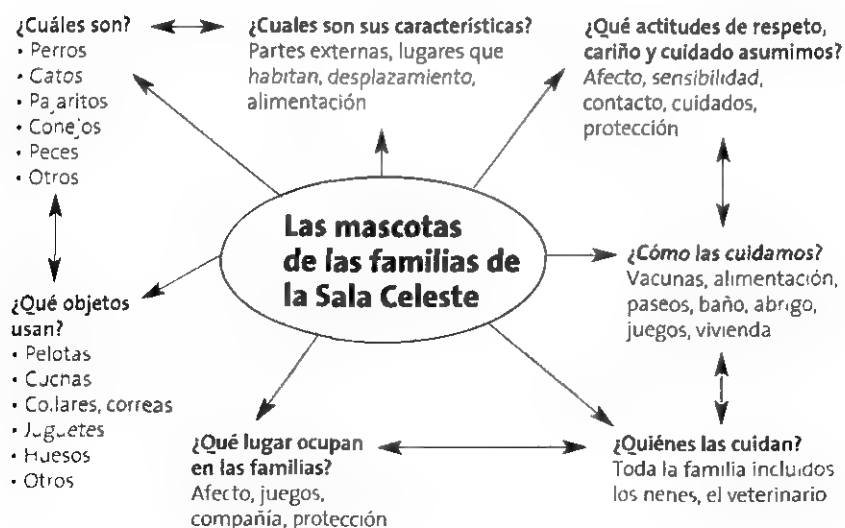 ¿Cuáles son?
• Perros
• Gatos
• Pajaritos
• Conejos
• Peces
• Otros
¿Cuales son sus características?
Partes externas, lugares que
habitan, desplazamiento,
alimentación
¿Qué actitudes de respeto,
cariño y cuidado asumimos?
Afecto, sensibilidad,
contacto, cuidados,
protección
Las mascotas
de las familias de
la Sala Celeste
¿Cómo las cuidamos?
Vacunas, alimentación,
paseos, baño, abrigo,
juegos, vivienda
¿Qué objetos
usan?
• Pelotas
• Cuchas
• Collares, correas
• Juguetes
• Huesos
• Otros
¿Qué lugar ocupan
en las familias?
Afecto, juegos,
compañía, protección
¿Quiénes las cuidan?
Toda la familia incluidos
los nenes, el veterinario